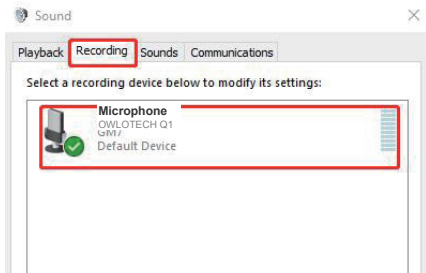 Sound
Playback Recording Sounds Communications
Select a recording device below to modify its settings:
Microphone
OWLOTECH Q1
GM7
Default Device